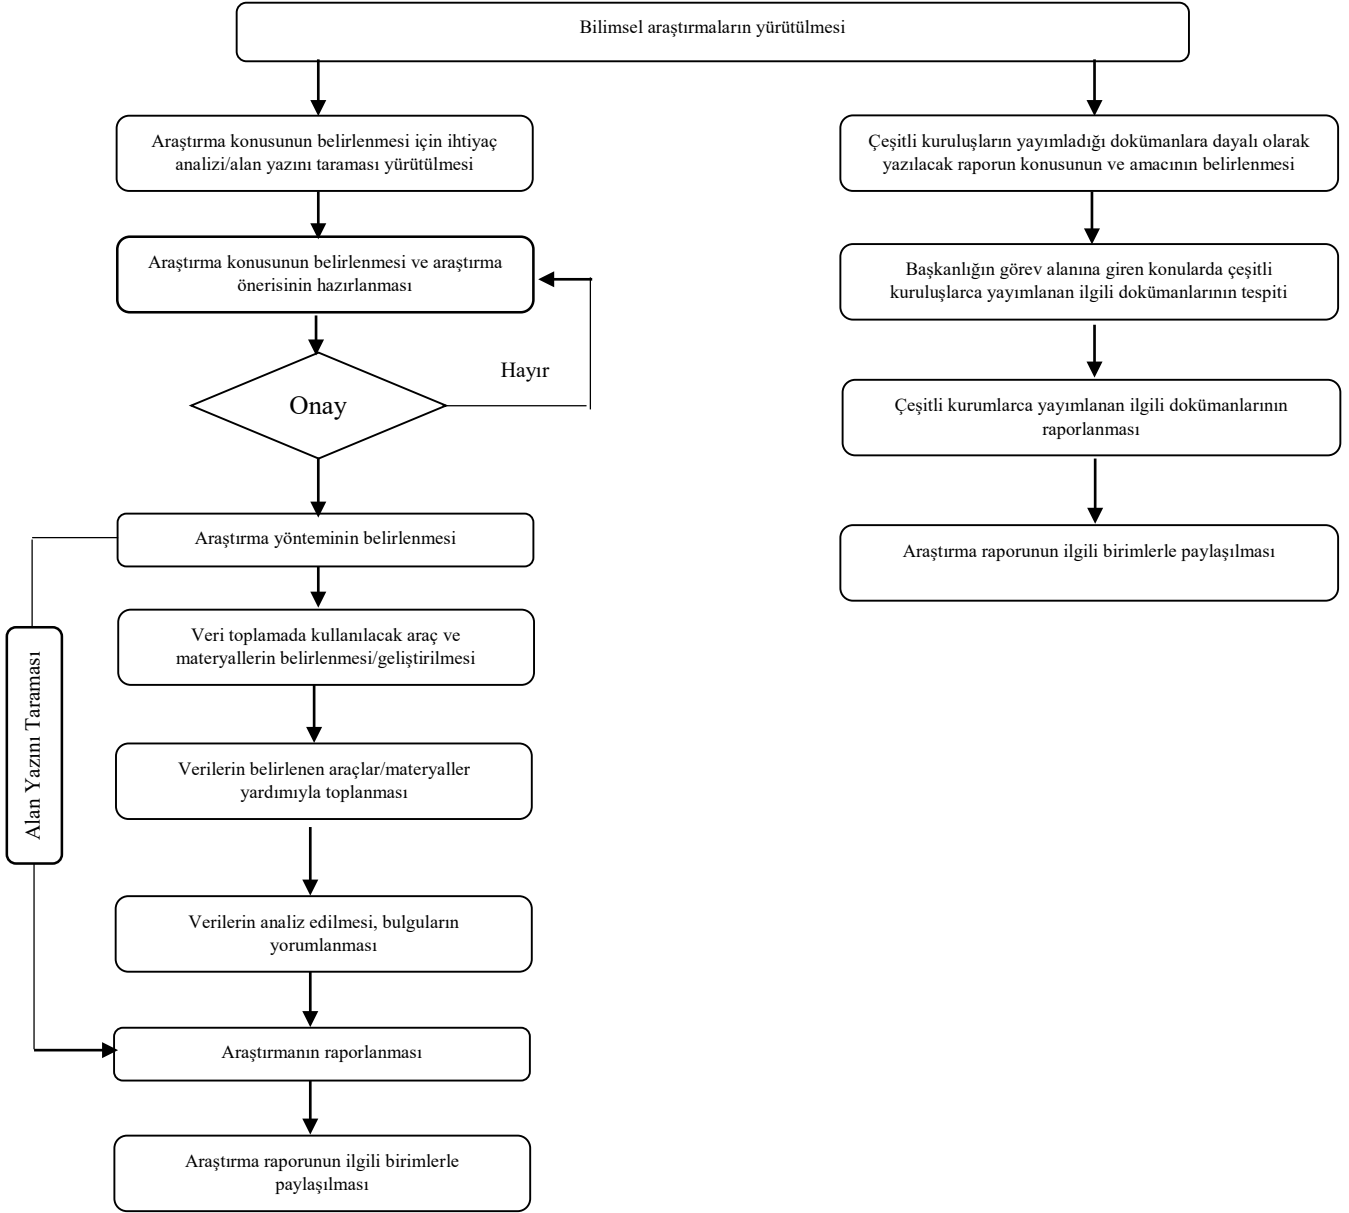 Bilimsel araştırmaların yürütülmesi
Araştırma konusunun belirlenmesi için ihtiyaç
analizi/alan yazını taraması yürütülmesi
Araştırma konusunun belirlenmesi ve araştırma
önerisinin hazırlanması
Hayır
Onay
Araştırma yönteminin belirlenmesi
Veri toplamada kullanılacak araç ve
materyallerin belirlenmesi/geliştirilmesi
Alan Yazını Taraması
Verilerin belirlenen araçlar/materyaller
yardımıyla toplanması
Verilerin analiz edilmesi, bulguların
yorumlanması
Araştırmanın raporlanması
Araştırma raporunun ilgili birimlerle
paylaşılması
Çeşitli kuruluşların yayımladığı dokümanlara dayalı olarak
yazılacak raporun konusunun ve amacının belirlenmesi
Başkanlığın görev alanına giren konularda çeşitli
kuruluşlarca yayımlanan ilgili dokümanlarının tespiti
Çeşitli kurumlarca yayımlanan ilgili dokümanlarının
raporlanması
Araştırma raporunun ilgili birimlerle paylaşılması